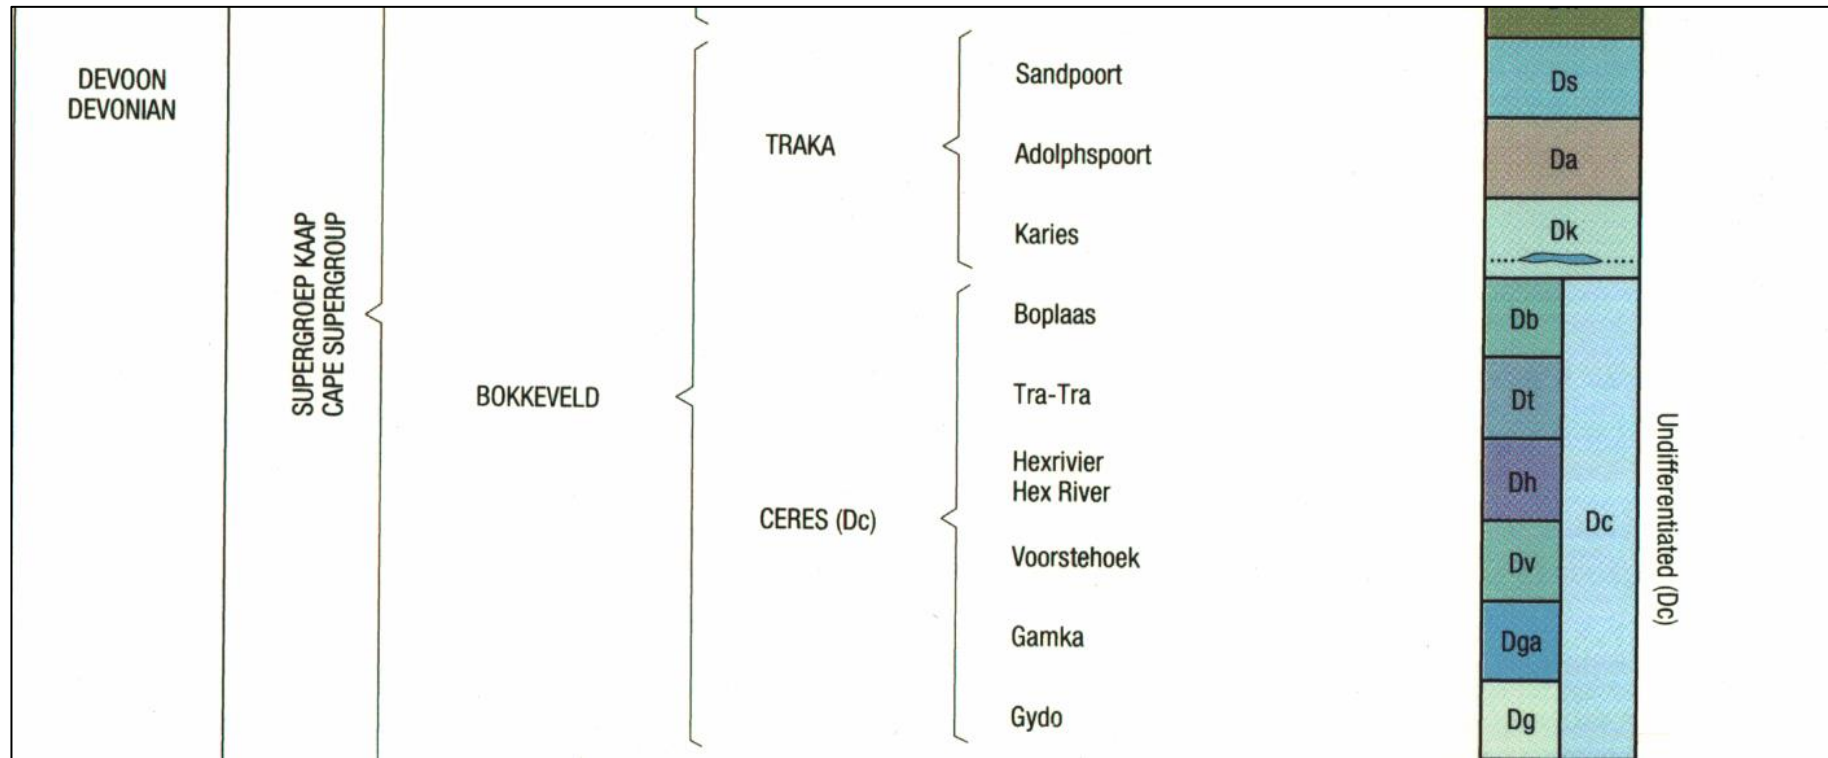 DEVOON
DEVONIAN
SUPERGROEP KAAP
CAPE SUPERGROUP
BOKKEVELD
TRAKA
CERES (Dc)
Sandpoort
Adolphspoort
Karies
Boplaas
Tra-Tra
Hexrivier
Hex River
Voorstehoek
Gamka
Gydo
Ds
Da
Dk
Db
Dt
Dh
Dv
Dga
Dg
Dc
Undifferentiated (Dc)